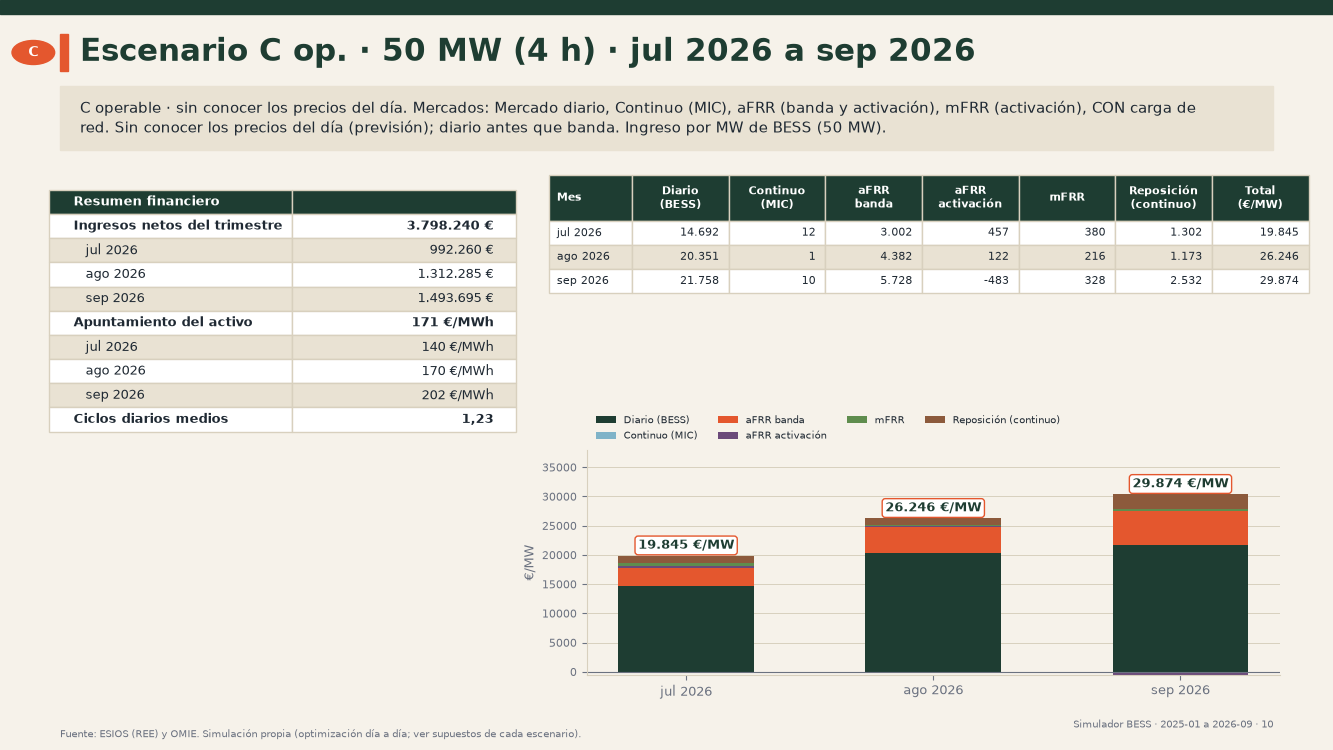 C
Escenario C op. · 50 MW (4 h) · jul 2026 a sep 2026
C operable · sin conocer los precios del día. Mercados: Mercado diario, Continuo (MIC), aFRR (banda y activación), mFRR (activación), CON carga de
red. Sin conocer los precios del día (previsión); diario antes que banda. Ingreso por MW de BESS (50 MW).
Resumen financiero
Ingresos netos del trimestre 3.798.240 €
jul 2026 992.260 €
ago 2026 1.312.285 €
sep 2026 1.493.695 €
Apuntamiento del activo 171 €/MWh
jul 2026 140 €/MWh
ago 2026 170 €/MWh
sep 2026 202 €/MWh
Ciclos diarios medios 1,23
Mes Diario (BESS) Continuo (MIC) aFRR banda aFRR activación mFRR Reposición (continuo) Total (€/MW)
jul 2026 14.692 12 3.002 457 380 1.302 19.845
ago 2026 20.351 1 4.382 122 216 1.173 26.246
sep 2026 21.758 10 5.728 -483 328 2.532 29.874
Diario (BESS) aFRR banda mFRR Reposición (continuo)
Continuo (MIC) aFRR activación
€/MW
35000
30000
25000
20000
15000
10000
5000
0
19.845 €/MW
26.246 €/MW
29.874 €/MW
jul 2026 ago 2026 sep 2026
Simulador BESS · 2025-01 a 2026-09 · 10
Fuente: ESIOS (REE) y OMIE. Simulación propia (optimización día a día; ver supuestos de cada escenario).